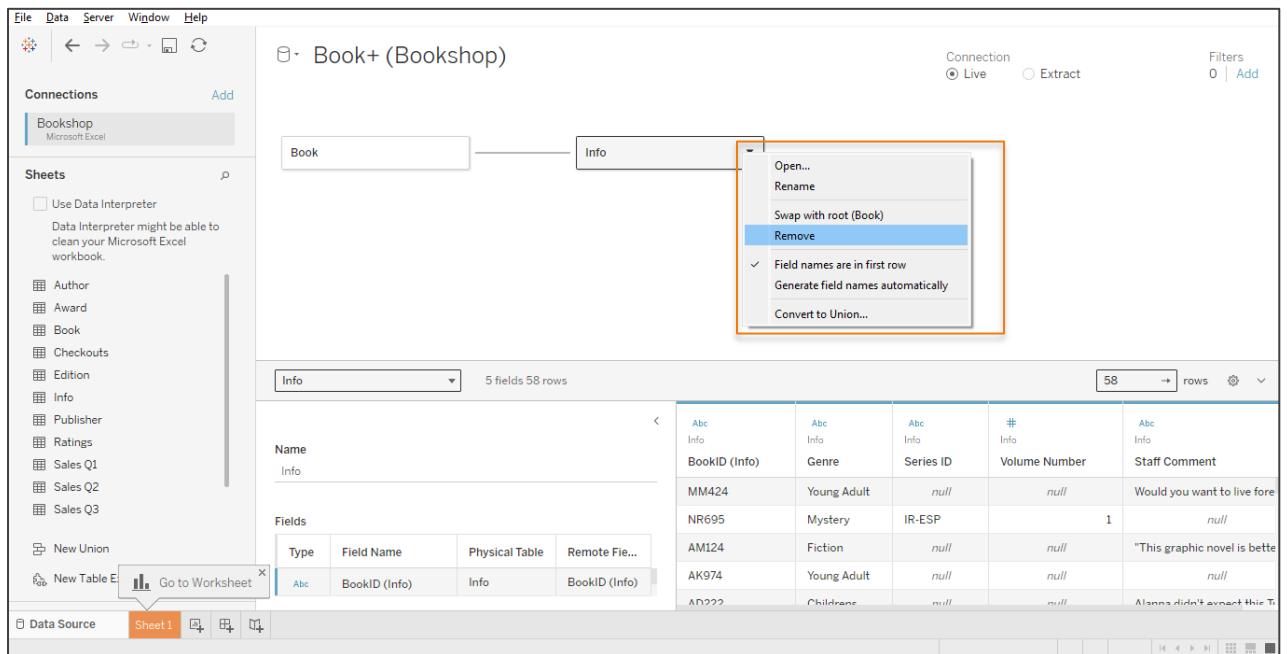 File Data Server Window Help
Book+ (Bookshop)
Connection
Live Extract
Filters
0 Add
Connections Add
Bookshop
Microsoft Excel
Sheets
Use Data Interpreter
Data Interpreter might be able to
clean your Microsoft Excel
workbook.
Author
Award
Book
Checkouts
Edition
Info
Publisher
Ratings
Sales Q1
Sales Q2
Sales Q3
New Union
New Table E
Go to Worksheet
Book
Info
Open...
Rename
Swap with root (Book)
Remove
Field names are in first row
Generate field names automatically
Convert to Union...
Info 5 fields 58 rows 58 → rows
Name
Info
Fields
Type Field Name Physical Table Remote Fie...
Abc BookID (Info) Info BookID (Info)
Abc Abc Abc # Abc
Info Info Info Info Info
BookID (Info) Genre Series ID Volume Number Staff Comment
MM424 Young Adult null null Would you want to live fore
NR695 Mystery IR-ESP 1 null
AM124 Fiction null null "This graphic novel is bette
AK974 Young Adult null null null
AD222 Childrens null null Alanna didn't expect this T
Data Source Sheet 1